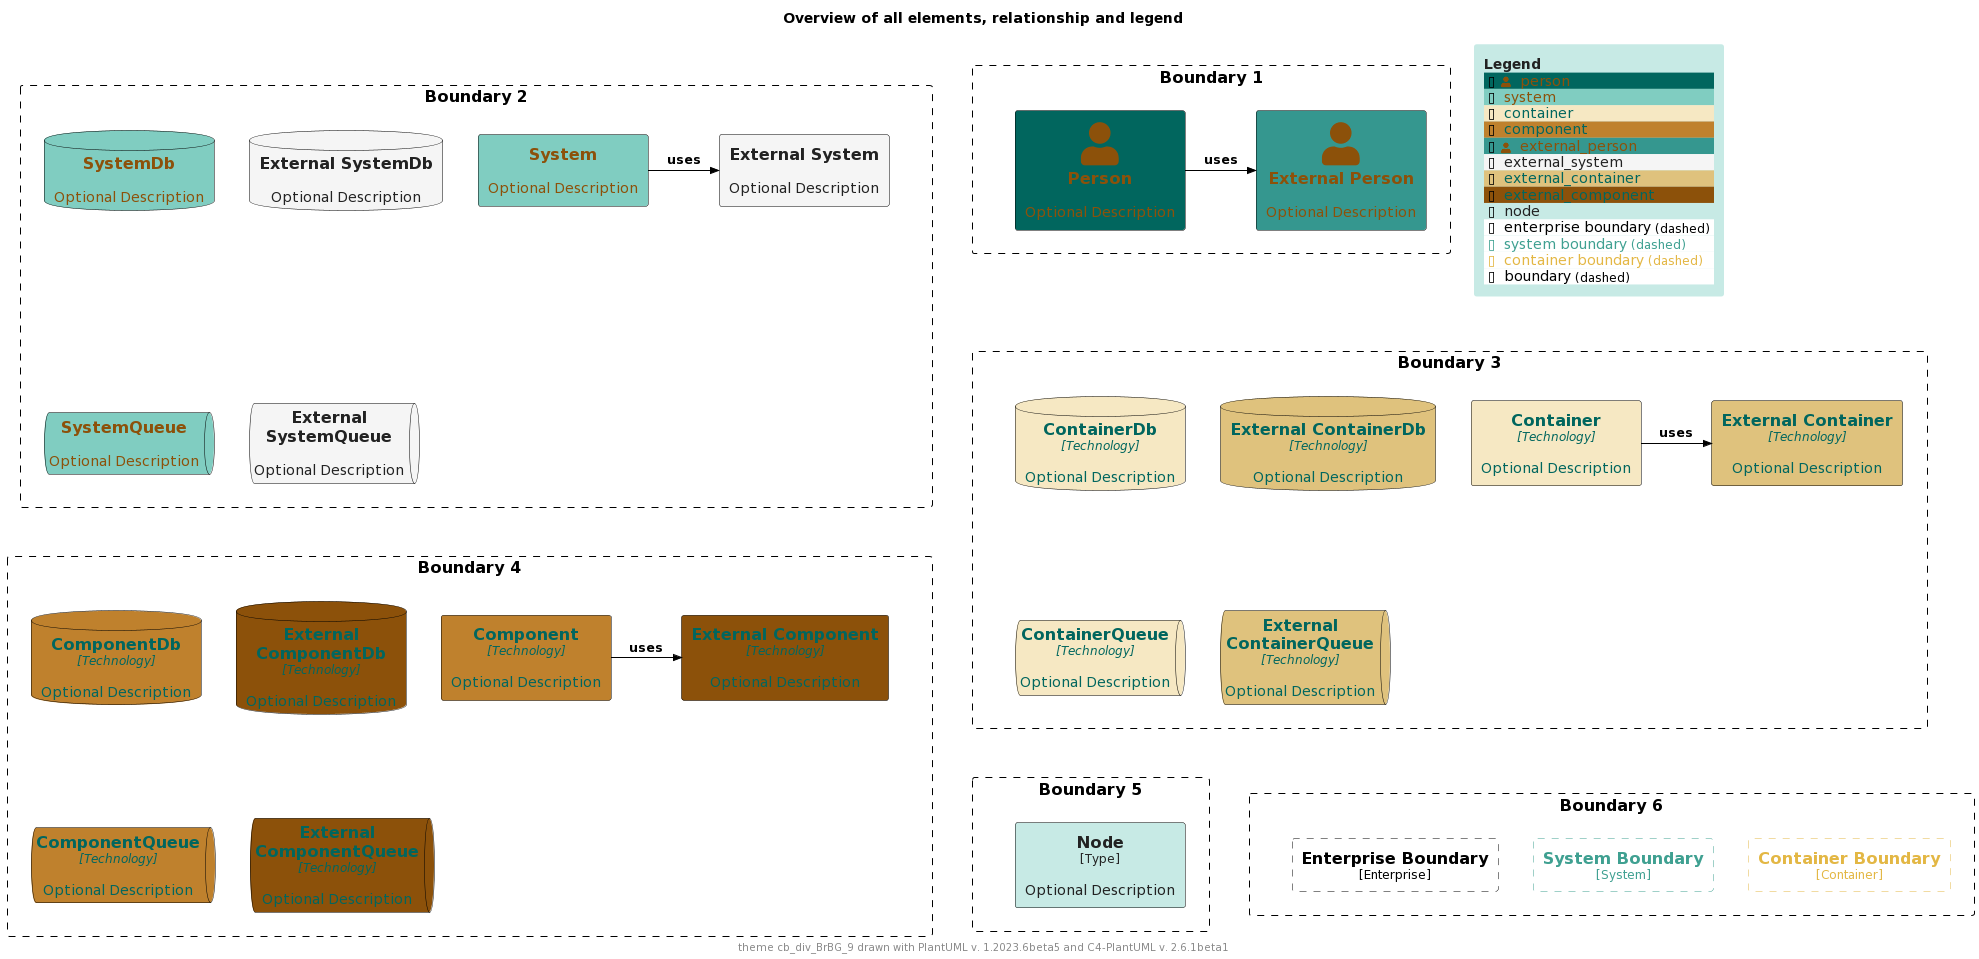 Overview of all elements, relationship and legend
Boundary 2
SystemDb
Optional Description
External SystemDb
Optional Description
System
Optional Description
uses
External System
Optional Description
SystemQueue
Optional Description
External
SystemQueue
Optional Description
Boundary 1
Person
Optional Description
uses
External Person
Optional Description
Legend
person
system
container
component
external_person
external_system
external_container
external_component
node
enterprise boundary (dashed)
system boundary (dashed)
container boundary (dashed)
boundary (dashed)
Boundary 3
ContainerDb
[Technology]
Optional Description
External ContainerDb
[Technology]
Optional Description
Container
[Technology]
Optional Description
uses
External Container
[Technology]
Optional Description
ContainerQueue
[Technology]
Optional Description
External
ContainerQueue
[Technology]
Optional Description
Boundary 4
ComponentDb
[Technology]
Optional Description
External
ComponentDb
[Technology]
Optional Description
Component
[Technology]
Optional Description
uses
External Component
[Technology]
Optional Description
ComponentQueue
[Technology]
Optional Description
External
ComponentQueue
[Technology]
Optional Description
Boundary 5
Node
[Type]
Optional Description
Boundary 6
Enterprise Boundary
[Enterprise]
System Boundary
[System]
Container Boundary
[Container]
theme cb_div_BrBG_9 drawn with PlantUML v. 1.2023.6beta5 and C4-PlantUML v. 2.6.1beta1